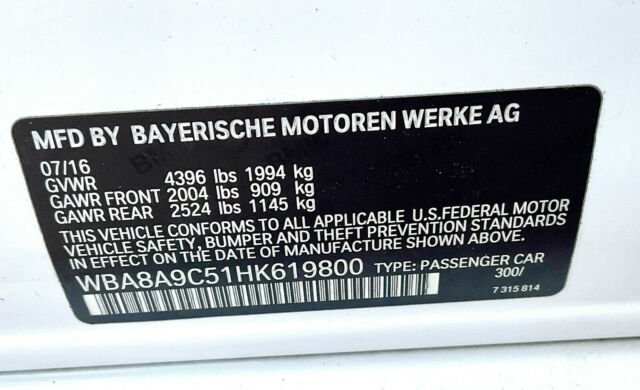 MFD BY BAYERISCHE MOTOREN WERKE AG
07/16
GVWR 4396 lbs 1994 kg
GAWR FRONT 2004 lbs 909 kg
GAWR REAR 2524 lbs 1145 kg
THIS VEHICLE CONFORMS TO ALL APPLICABLE U.S.FEDERAL MOTOR
VEHICLE SAFETY, BUMPER AND THEFT PREVENTION STANDARDS
IN EFFECT ON THE DATE OF MANUFACTURE SHOWN ABOVE.
WBA8A9C51HK619800 TYPE: PASSENGER CAR
300/
7 315 814